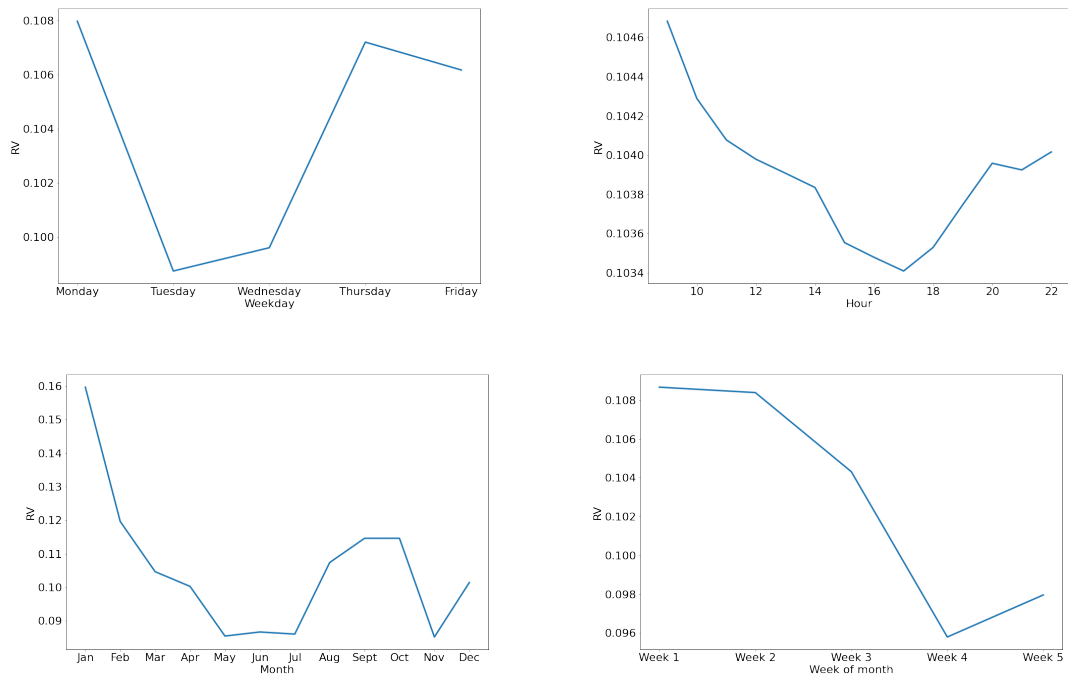 0.108
0.106
0.104
0.102
0.100
RV
Monday Tuesday Wednesday Thursday Friday
Weekday
0.1046
0.1044
0.1042
0.1040
0.1038
0.1036
0.1034
RV
10 12 14 16 18 20 22
Hour
0.16
0.15
0.14
0.13
0.12
0.11
0.10
0.09
RV
Jan Feb Mar Apr May Jun Jul Aug Sept Oct Nov Dec
Month
0.108
0.106
0.104
0.102
0.100
0.098
0.096
RV
Week 1 Week 2 Week 3 Week 4 Week 5
Week of month